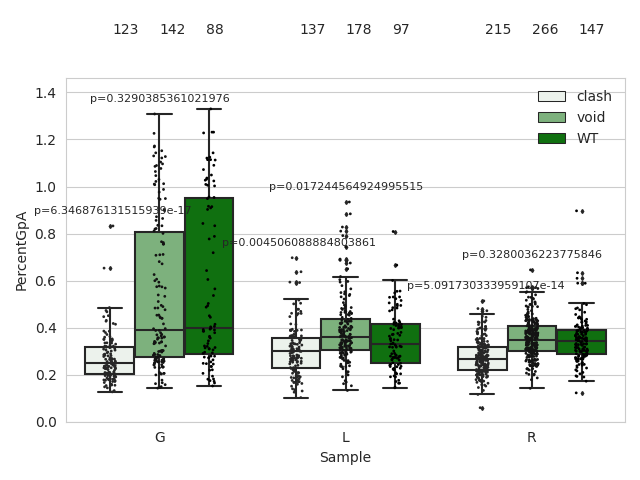 123 142 88 137 178 97 215 266 147
1.4
1.2
1.0
0.8
0.6
0.4
0.2
0.0
PercentGpA
p=0.3290385361021976
p=6.346876131515939e-17
p=0.017244564924995515
p=0.004506088884803861
p=0.3280036223775846
p=5.091730333959107e-14
clash
void
WT
G L R
Sample